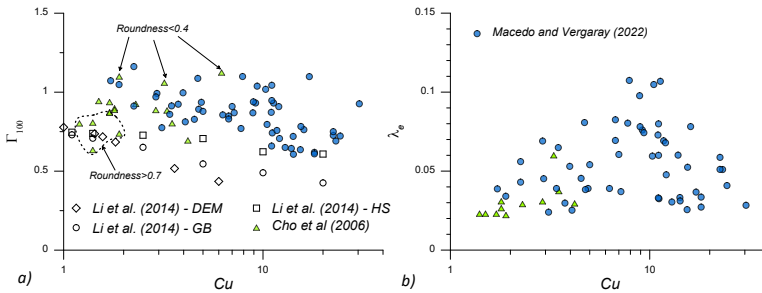 a)
Γ100
1.5
1
0.5
0
1
10
100
Cu
Roundness<0.4
Roundness>0.7
Li et al. (2014) - DEM
Li et al. (2014) - GB
Li et al. (2014) - HS
Cho et al (2006)
b)
λe
0.15
0.1
0.05
0
1
10
100
Cu
Macedo and Vergaray (2022)